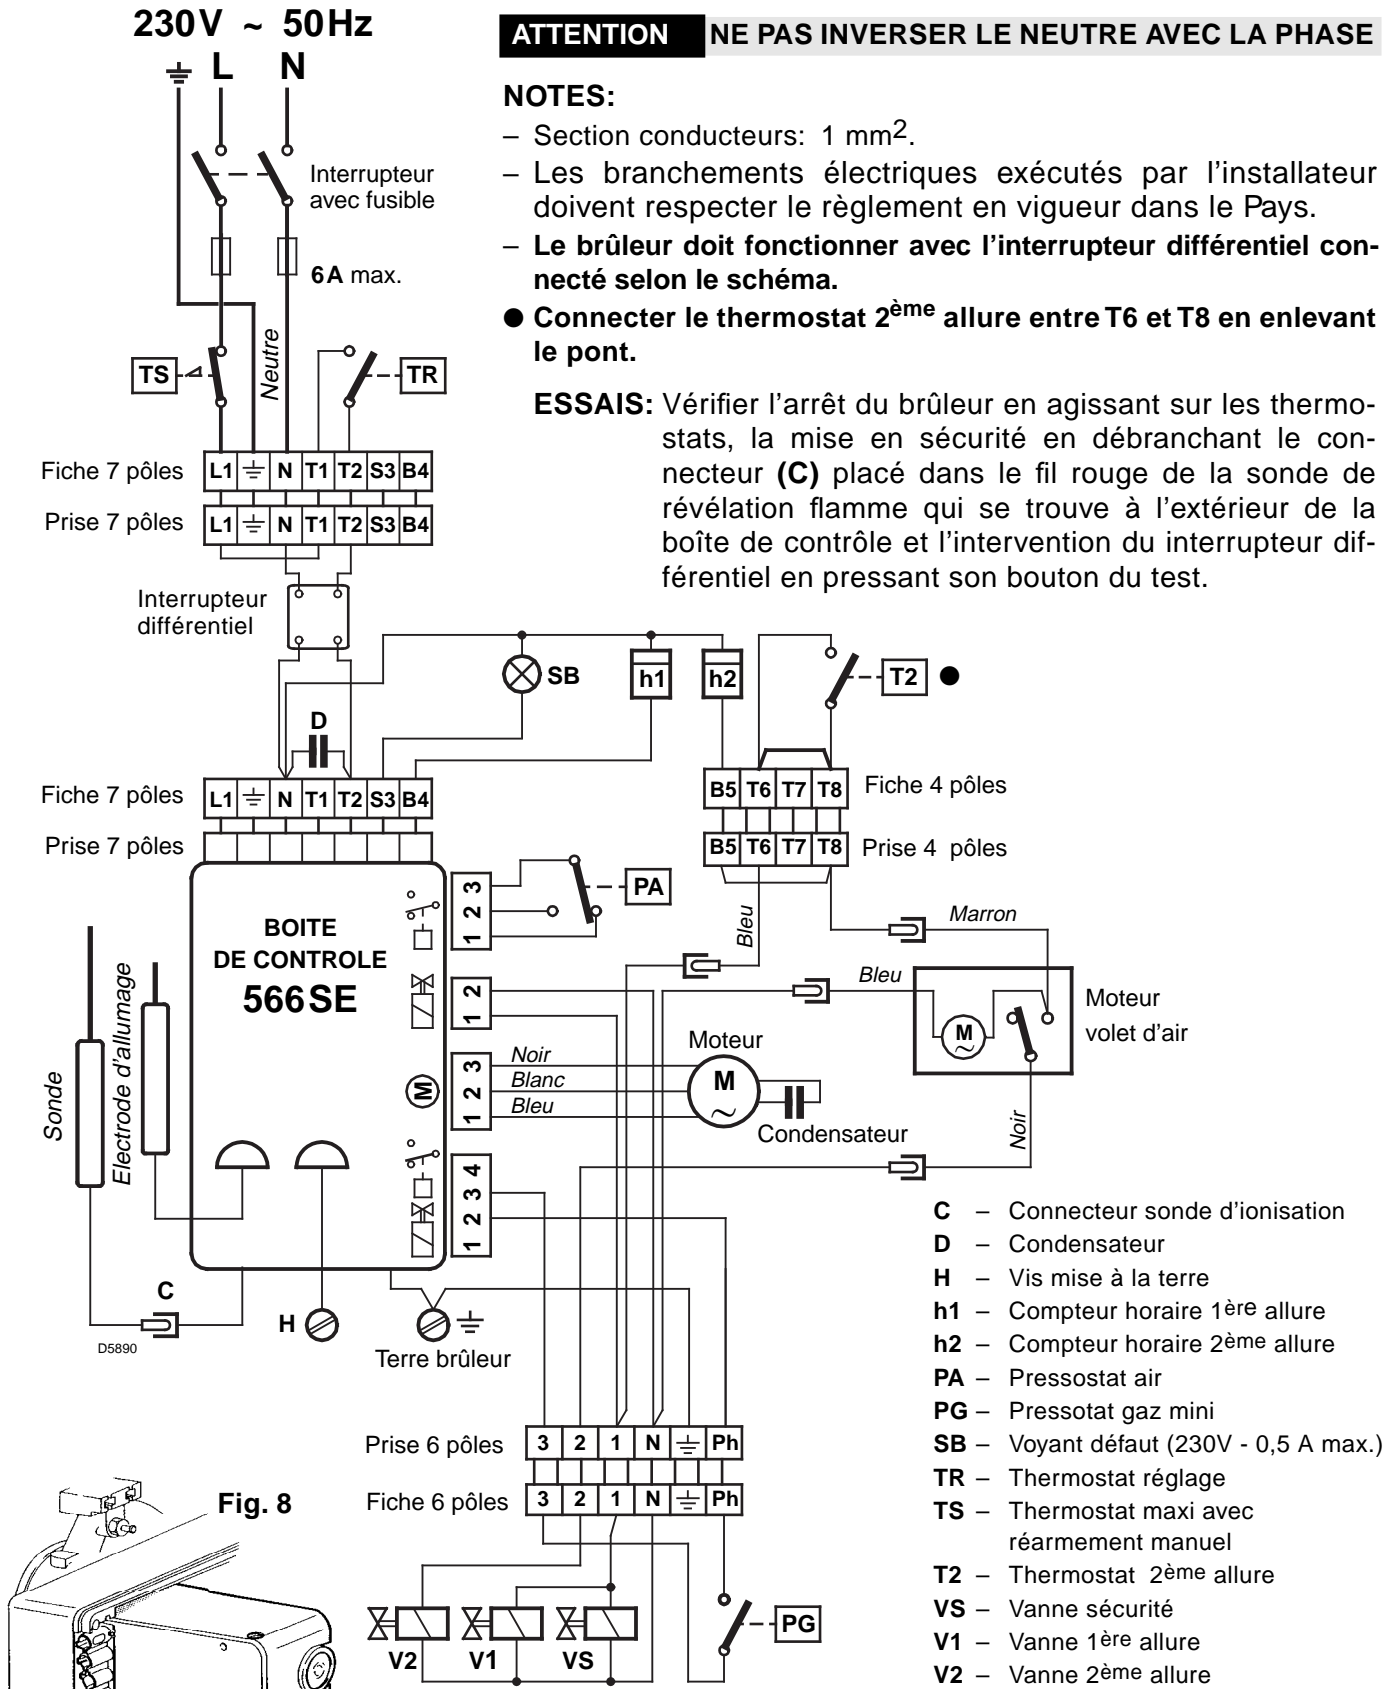 230V ~ 50Hz
L N
ATTENTION NE PAS INVERSER LE NEUTRE AVEC LA PHASE
NOTES:
– Section conducteurs: 1 mm2.
– Les branchements électriques exécutés par l’installateur
doivent respecter le règlement en vigueur dans le Pays.
– Le brûleur doit fonctionner avec l’interrupteur différentiel con-
necté selon le schéma.
● Connecter le thermostat 2ème allure entre T6 et T8 en enlevant
le pont.
ESSAIS: Vérifier l’arrêt du brûleur en agissant sur les thermo-
stats, la mise en sécurité en débranchant le con-
necteur (C) placé dans le fil rouge de la sonde de
révélation flamme qui se trouve à l’extérieur de la
boîte de contrôle et l’intervention du interrupteur dif-
férentiel en pressant son bouton du test.
Interrupteur
avec fusible
6A max.
Neutre
TS
TR
Fiche 7 pôles L1 N T1 T2 S3 B4
Prise 7 pôles L1 N T1 T2 S3 B4
Interrupteur
différentiel
D
SB
h1
h2
T2 ●
Fiche 7 pôles L1 N T1 T2 S3 B4
Prise 7 pôles
B5 T6 T7 T8 Fiche 4 pôles
B5 T6 T7 T8 Prise 4 pôles
BOITE
DE CONTROLE
566SE
3
2
1
PA
Bleu
Marron
2
1
Bleu
M
Moteur
volet d’air
Noir
M
3
2
1
Noir
Blanc
Bleu
Moteur
M
Condensateur
4
3
2
1
Sonde
Electrode d’allumage
C
D5890
H
Terre brûleur
Prise 6 pôles 3 2 1 N Ph
Fiche 6 pôles 3 2 1 N Ph
V2
V1
VS
PG
Fig. 8
C – Connecteur sonde d’ionisation
D – Condensateur
H – Vis mise à la terre
h1 – Compteur horaire 1ère allure
h2 – Compteur horaire 2ème allure
PA – Pressostat air
PG – Pressotat gaz mini
SB – Voyant défaut (230V - 0,5 A max.)
TR – Thermostat réglage
TS – Thermostat maxi avec
réarmement manuel
T2 – Thermostat 2ème allure
VS – Vanne sécurité
V1 – Vanne 1ère allure
V2 – Vanne 2ème allure